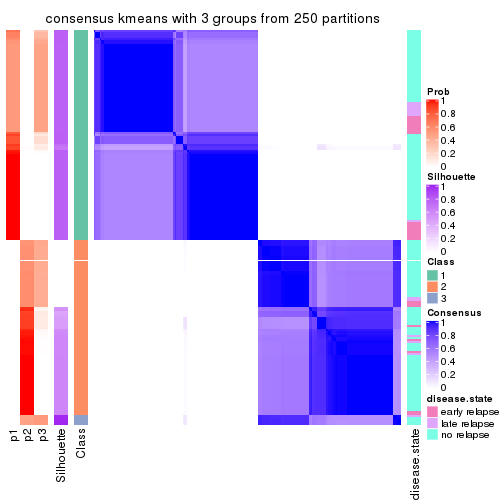 consensus kmeans with 3 groups from 250 partitions
Prob
1
0.8
0.6
0.4
0.2
0
Silhouette
1
0.8
0.6
0.4
0.2
0
Class
1
2
3
Consensus
1
0.8
0.6
0.4
0.2
0
disease.state
early relapse
late relapse
no relapse
p1
p2
p3
Silhouette
Class
disease.state